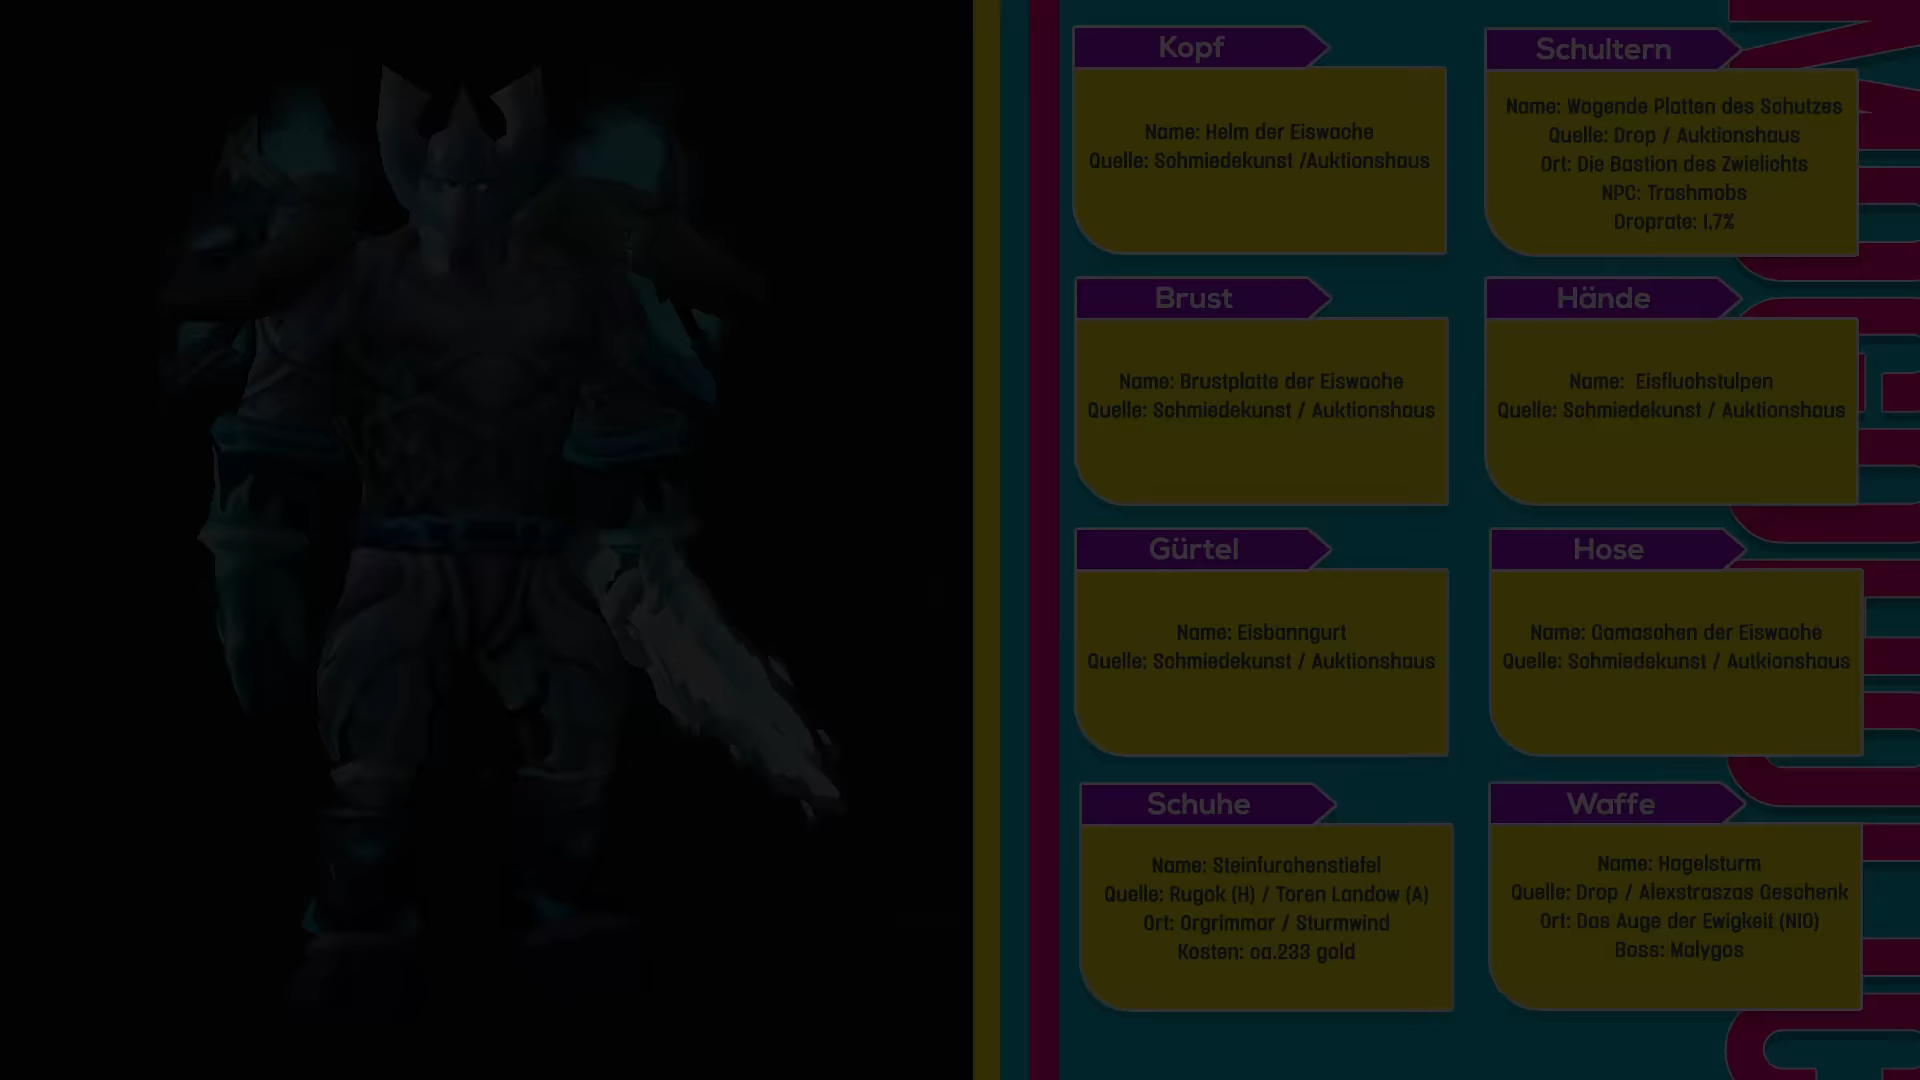 Kopf
Name: Helm der Eiswache
Quelle: Schmiedekunst /Auktionshaus
Schultern
Name: Wogende Platten des Schutzes
Quelle: Drop / Auktionshaus
Ort: Die Bastion des Zwielichts
NPC: Trashmobs
Droprate: 1,7%
Brust
Name: Brustplatte der Eiswache
Quelle: Schmiedekunst / Auktionshaus
Hände
Name: Eisfluchstulpen
Quelle: Schmiedekunst / Auktionshaus
Gürtel
Name: Eisbanngurt
Quelle: Schmiedekunst / Auktionshaus
Hose
Name: Gamaschen der Eiswache
Quelle: Schmiedekunst / Autkionshaus
Schuhe
Name: Steinfurchenstiefel
Quelle: Rugok (H) / Toren Landow (A)
Ort: Orgrimmar / Sturmwind
Kosten: ca.233 gold
Waffe
Name: Hagelsturm
Quelle: Drop / Alexstraszas Geschenk
Ort: Das Auge der Ewigkeit (N10)
Boss: Malygos